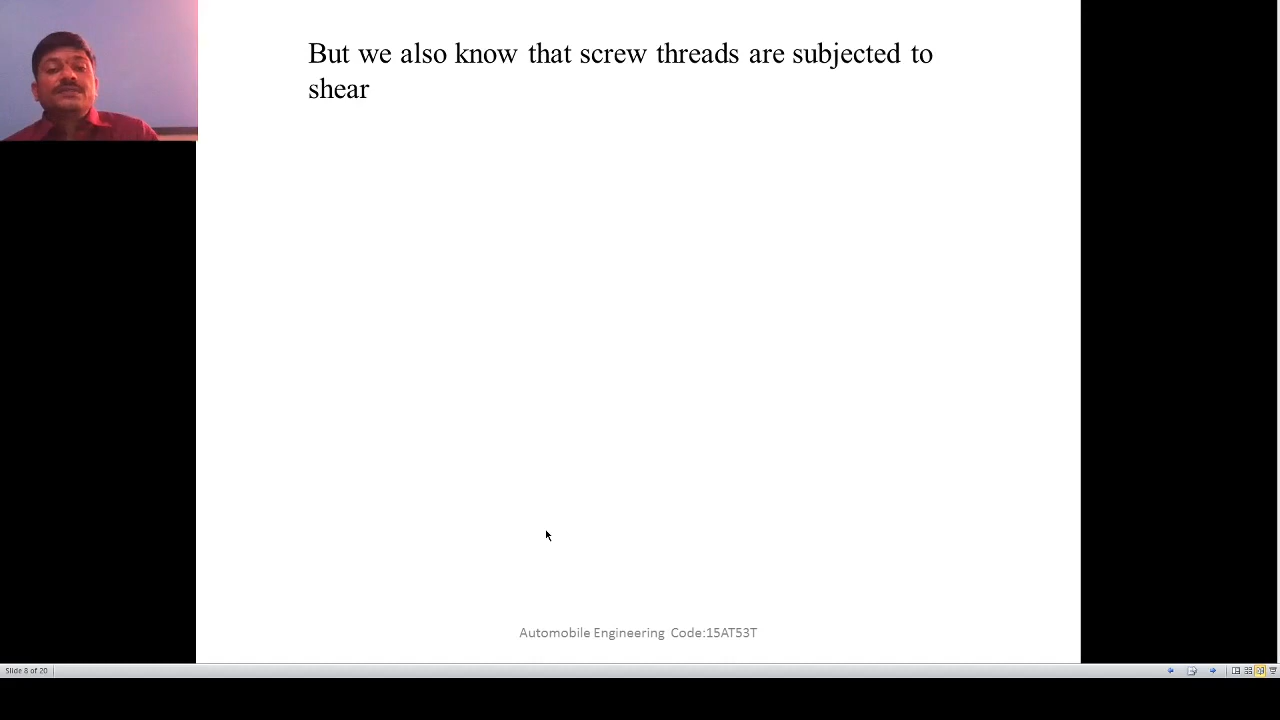 But we also know that screw threads are subjected to
shear
Automobile Engineering Code:15AT53T
Slide 8 of 20